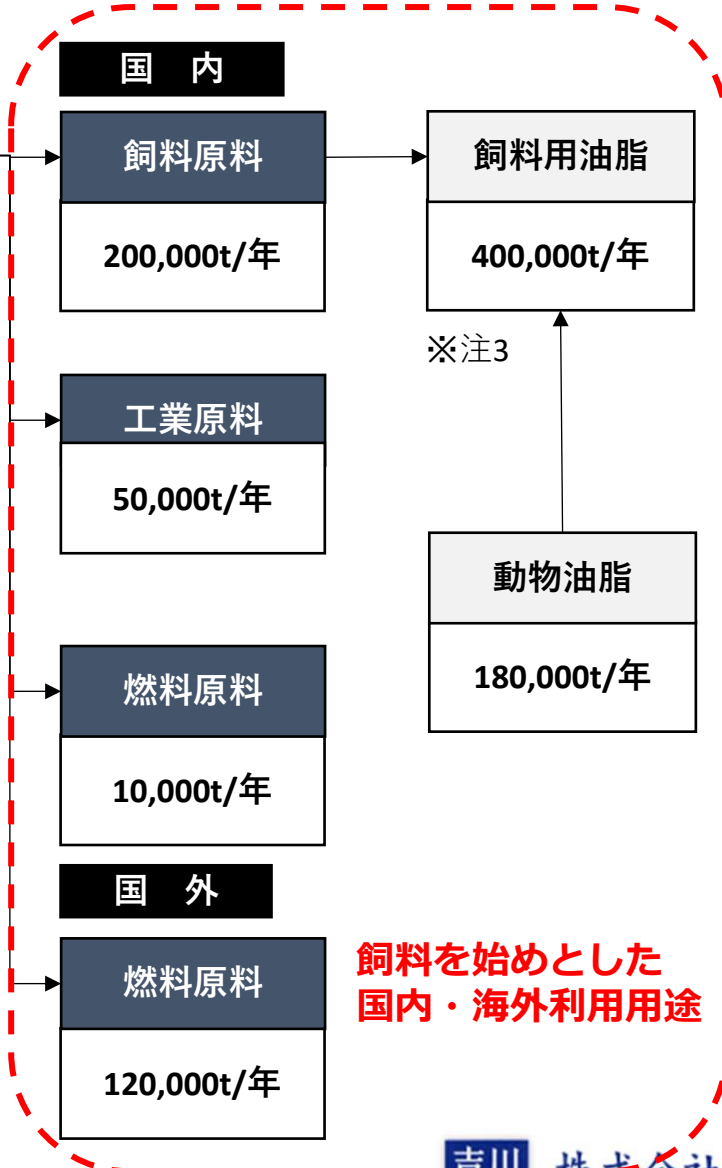 国 内
飼料原料
200,000t/年
飼料用油脂
400,000t/年
※注3
工業原料
50,000t/年
動物油脂
180,000t/年
燃料原料
10,000t/年
国 外
燃料原料
120,000t/年
飼料を始めとした
国内・海外利用用途